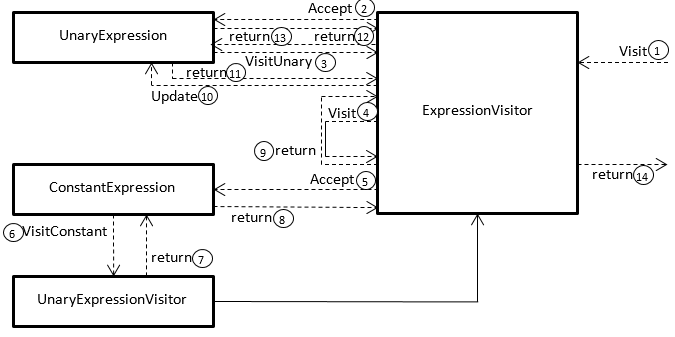 Accept 2
UnaryExpression
return 13 return 12
Visit 1
VisitUnary 3
return 11
Update 10
Visit 4
ExpressionVisitor
9 return
return 14
Accept 5
ConstantExpression
return 8
6 VisitConstant
return 7
UnaryExpressionVisitor